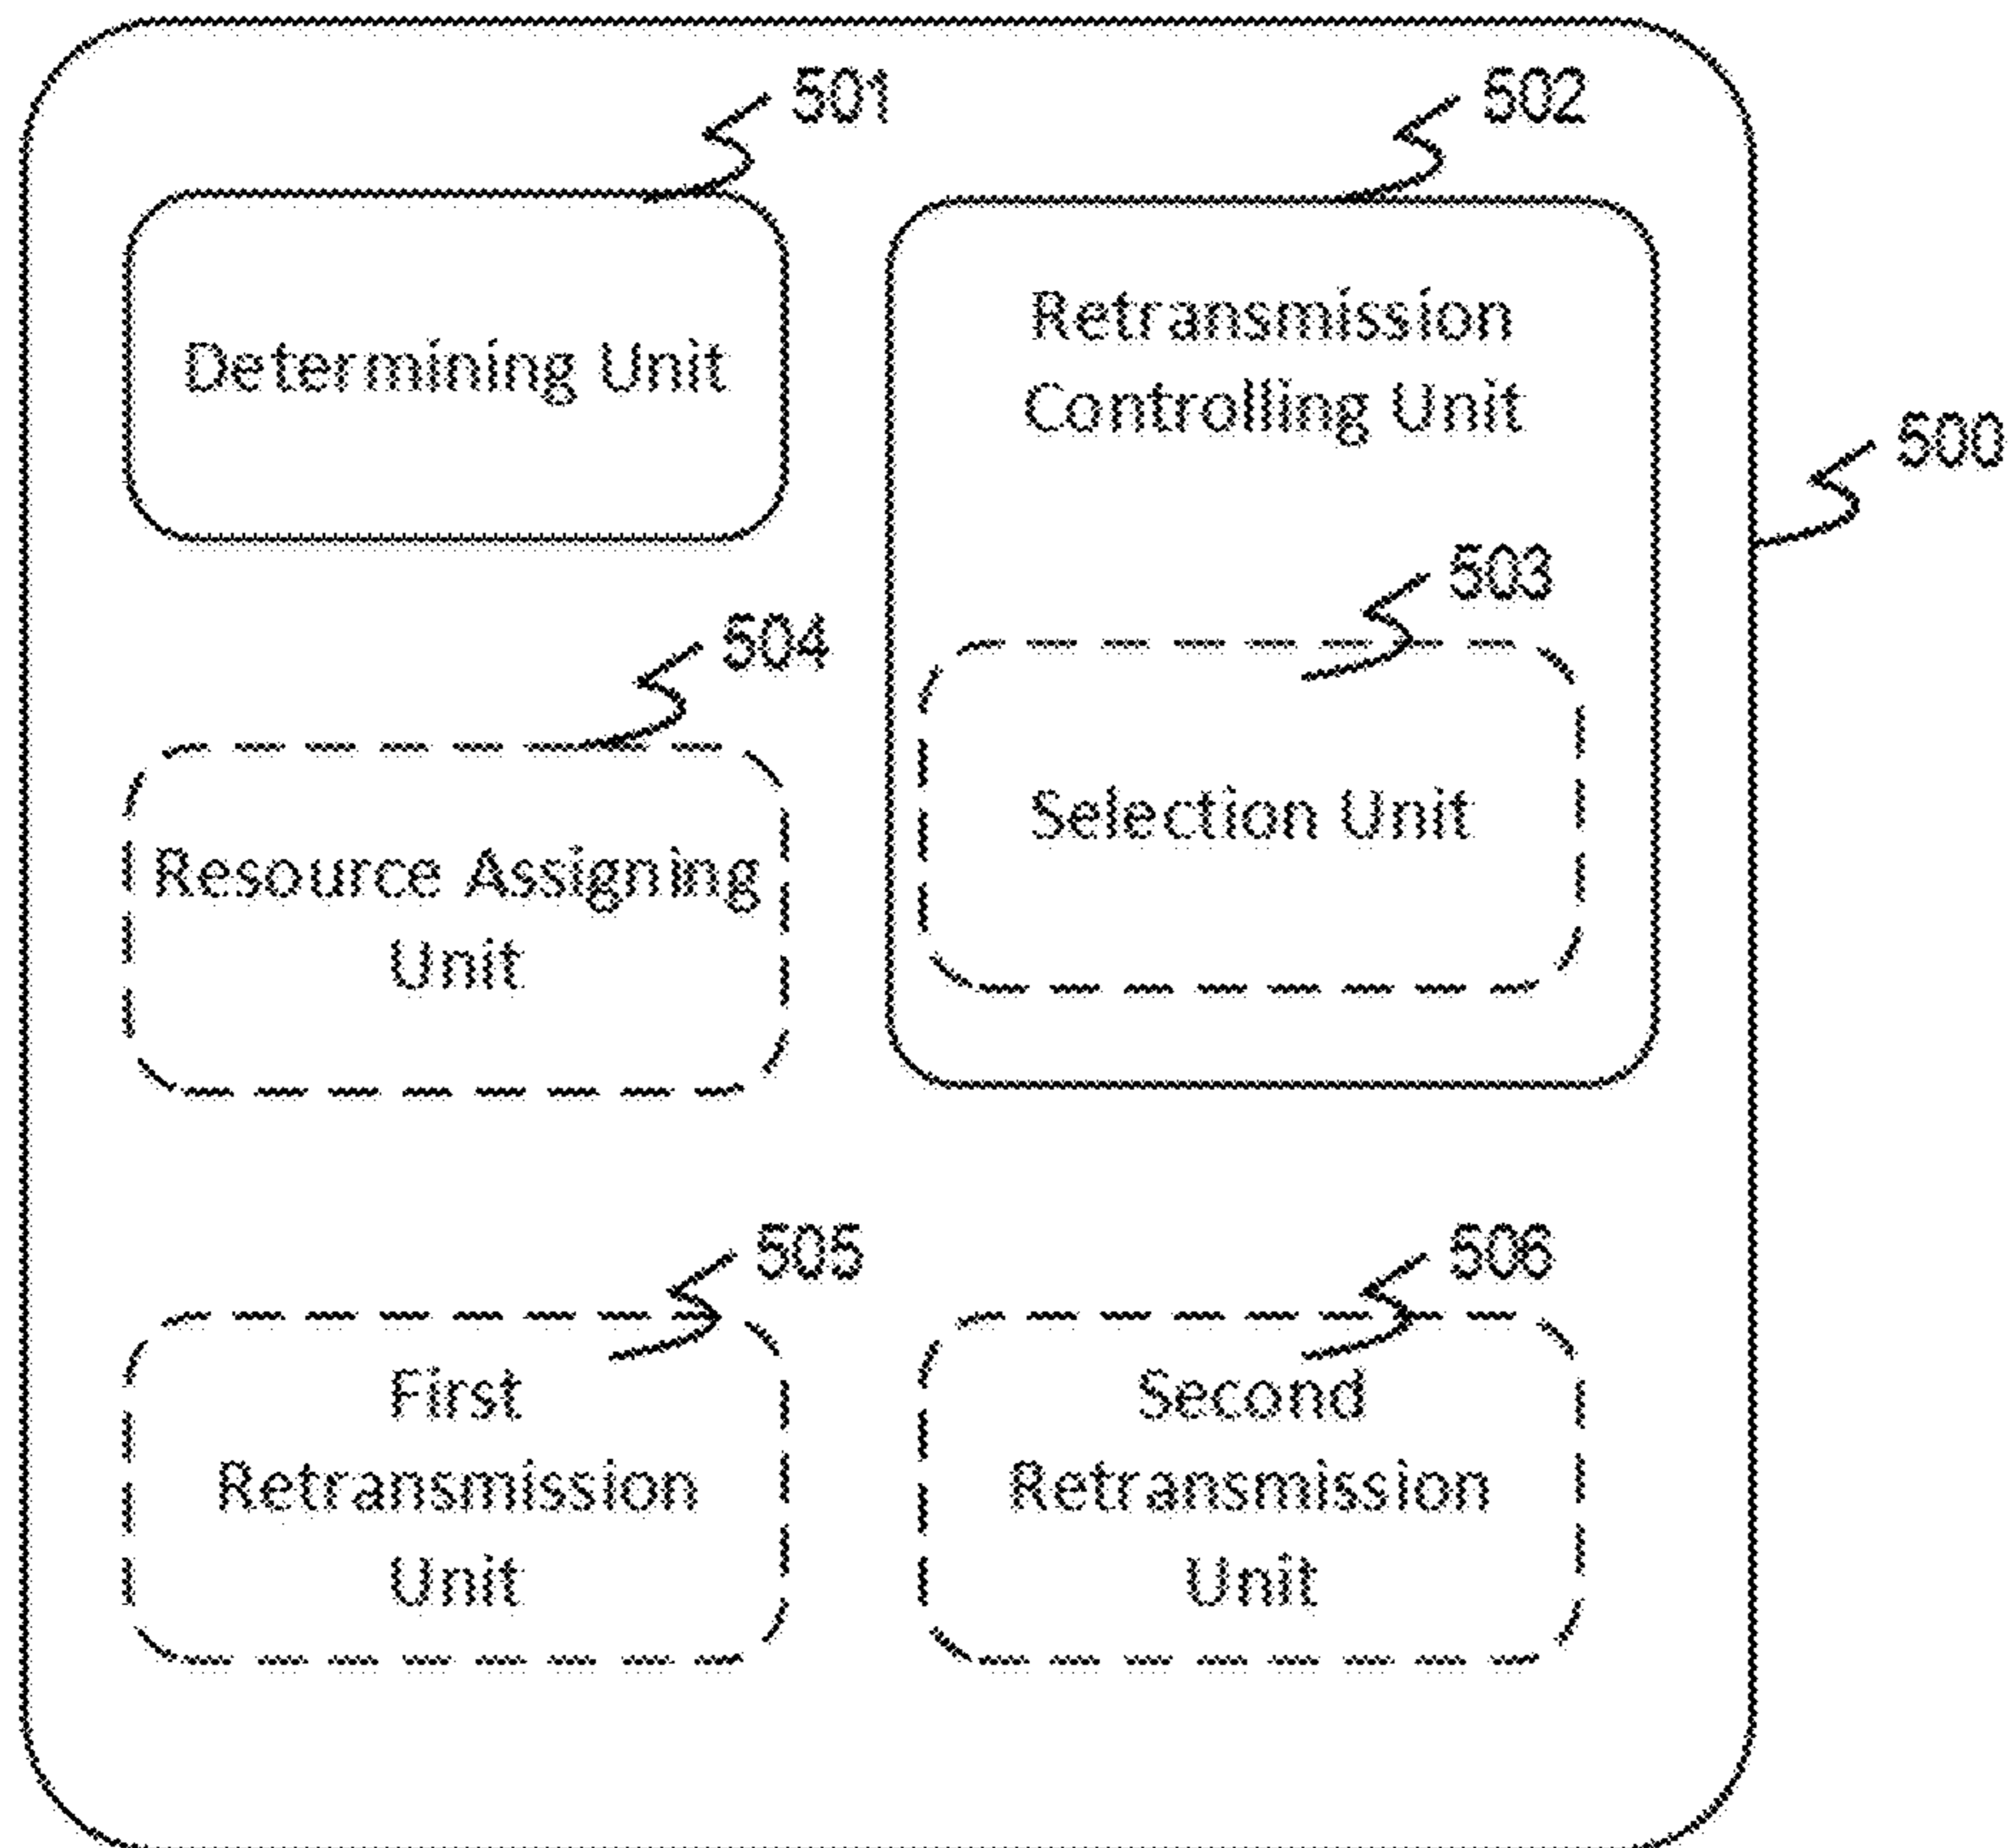 501
502
Determining Unit
Retransmission
Controlling Unit
500
503
504
Selection Unit
Resource Assigning
Unit
505
506
First
Retransmission
Unit
Second
Retransmission
Unit